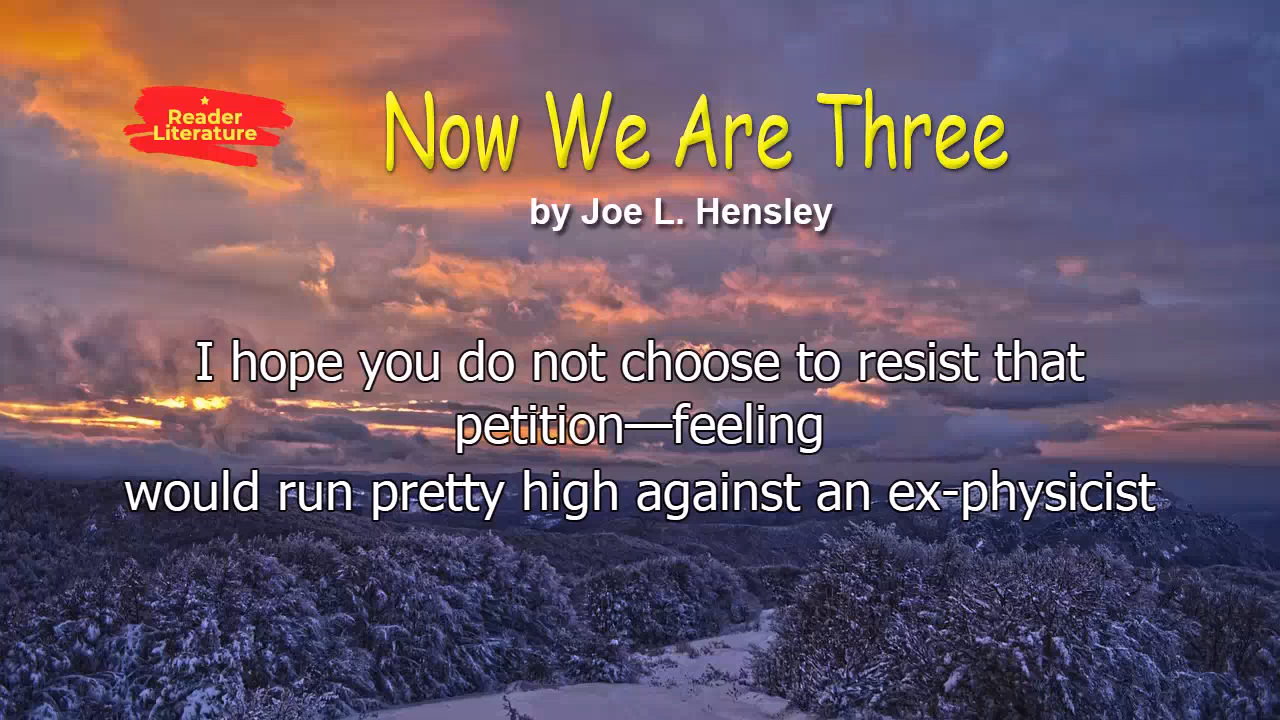 Reader
Literature
Now We Are Three
by Joe L. Hensley
I hope you do not choose to resist that
petition—feeling
would run pretty high against an ex-physicist